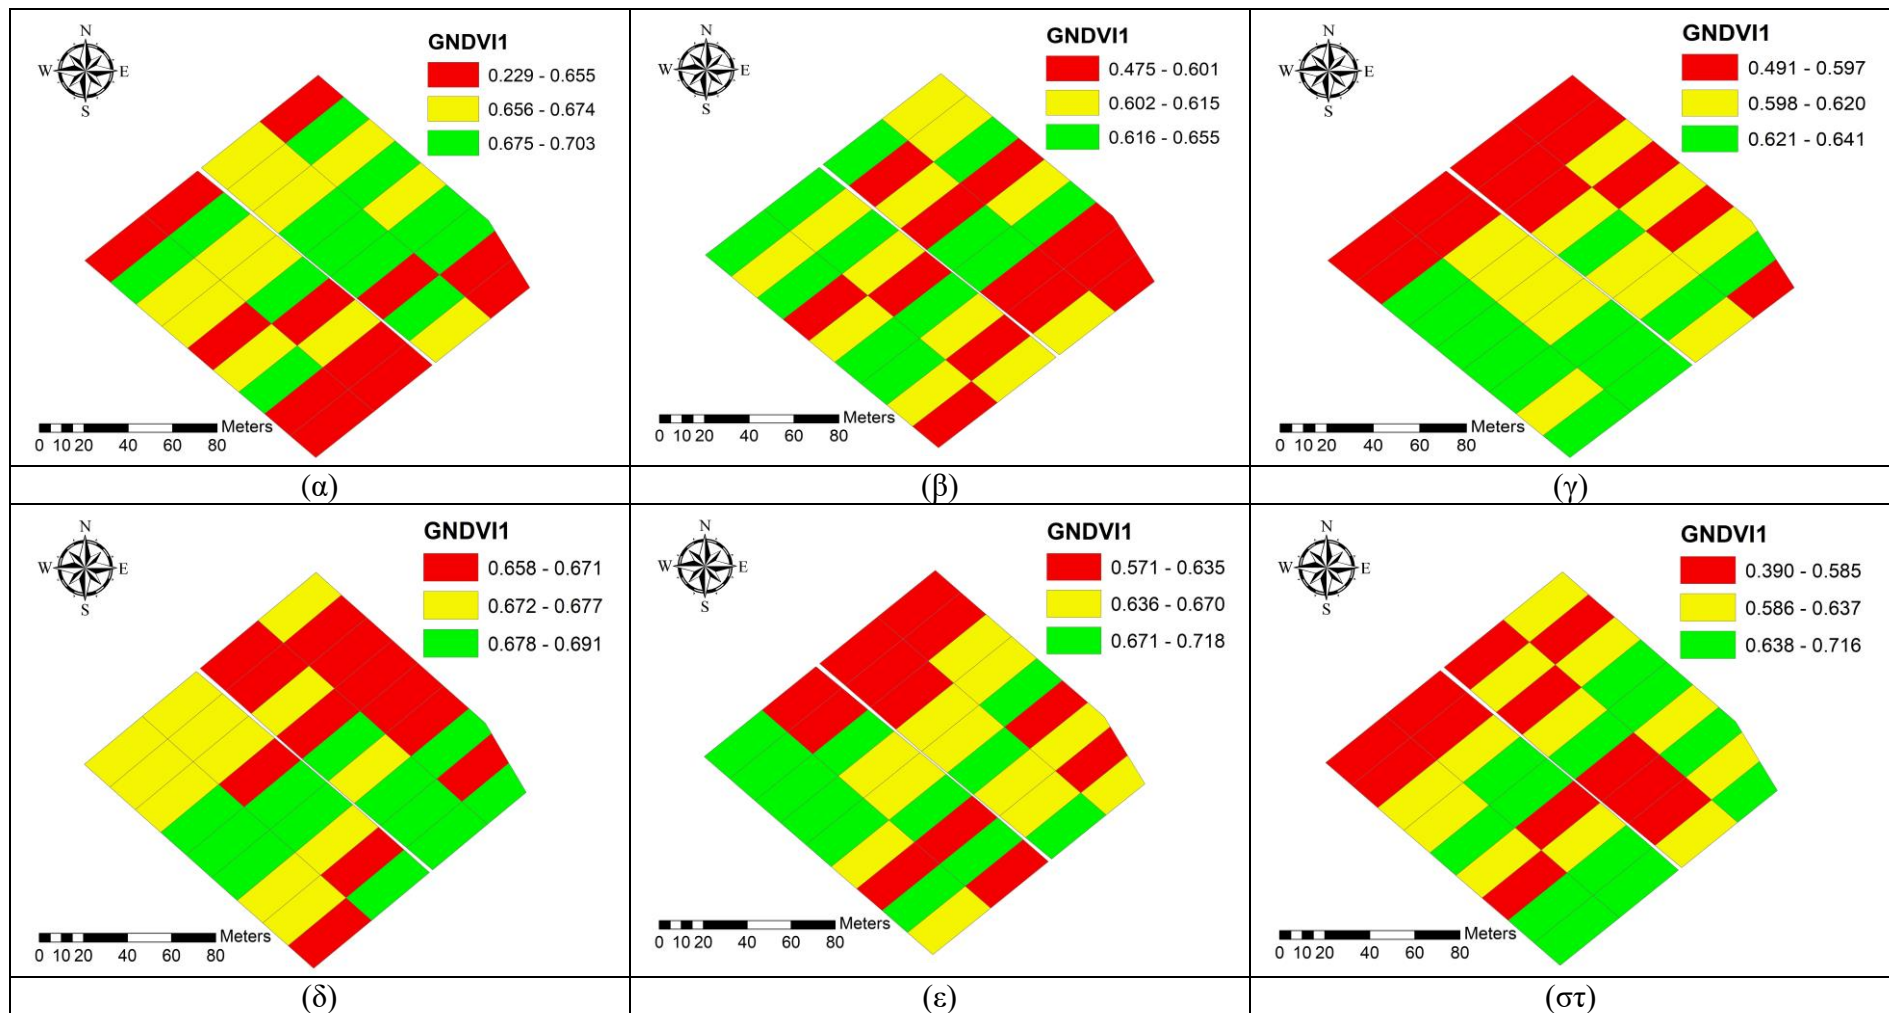 N
W E
S
GNDVI1
0.229 - 0.655
0.656 - 0.674
0.675 - 0.703
Meters
0 10 20 40 60 80
(α)
N
W E
S
GNDVI1
0.475 - 0.601
0.602 - 0.615
0.616 - 0.655
Meters
0 10 20 40 60 80
(β)
N
W E
S
GNDVI1
0.491 - 0.597
0.598 - 0.620
0.621 - 0.641
Meters
0 10 20 40 60 80
(γ)
N
W E
S
GNDVI1
0.658 - 0.671
0.672 - 0.677
0.678 - 0.691
Meters
0 10 20 40 60 80
(δ)
N
W E
S
GNDVI1
0.571 - 0.635
0.636 - 0.670
0.671 - 0.718
Meters
0 10 20 40 60 80
(ε)
N
W E
S
GNDVI1
0.390 - 0.585
0.586 - 0.637
0.638 - 0.716
Meters
0 10 20 40 60 80
(στ)